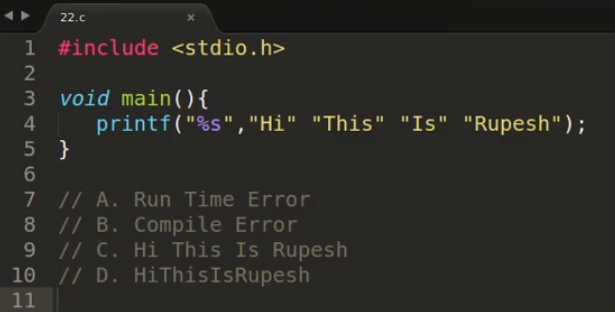 22.c ×
1 #include <stdio.h>
2
3 void main(){
4 printf("%s","Hi" "This" "Is" "Rupesh");
5 }
6
7 // A. Run Time Error
8 // B. Compile Error
9 // C. Hi This Is Rupesh
10 // D. HiThisIsRupesh
11